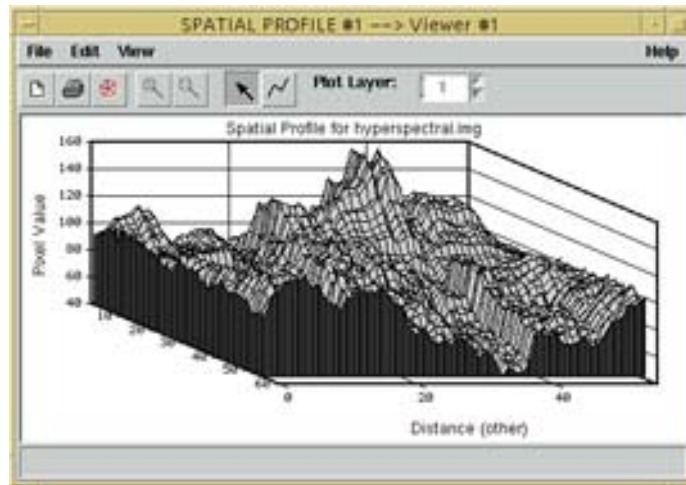 SPATIAL PROFILE #1 --> Viewer #1
File Edit View Help
Plot Layer: 1
Spatial Profile for hyperspectral.img
Pixel Value
160
140
120
100
80
60
40
10
20
30
40
50
60
0
20
40
Distance (other)